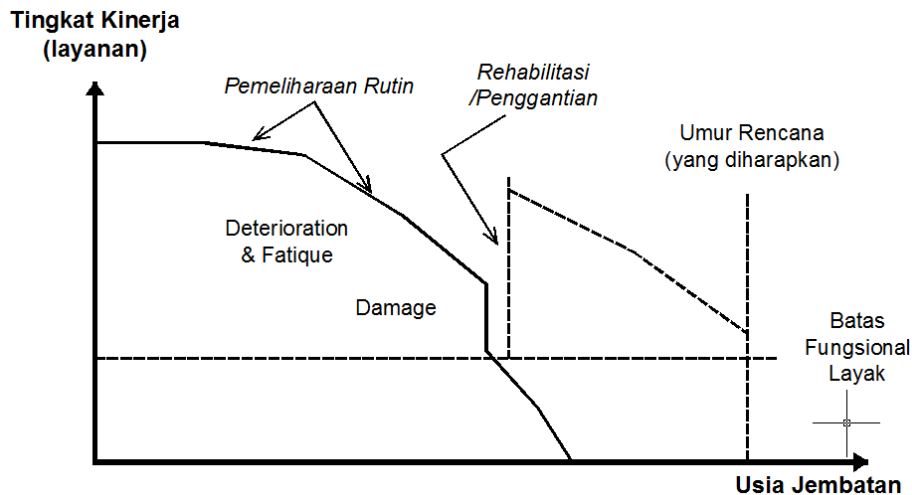 Tingkat Kinerja
(layanan)
Pemeliharaan Rutin
Rehabilitasi
/Penggantian
Umur Rencana
(yang diharapkan)
Deterioration
& Fatique
Damage
Batas
Fungsional
Layak
Usia Jembatan